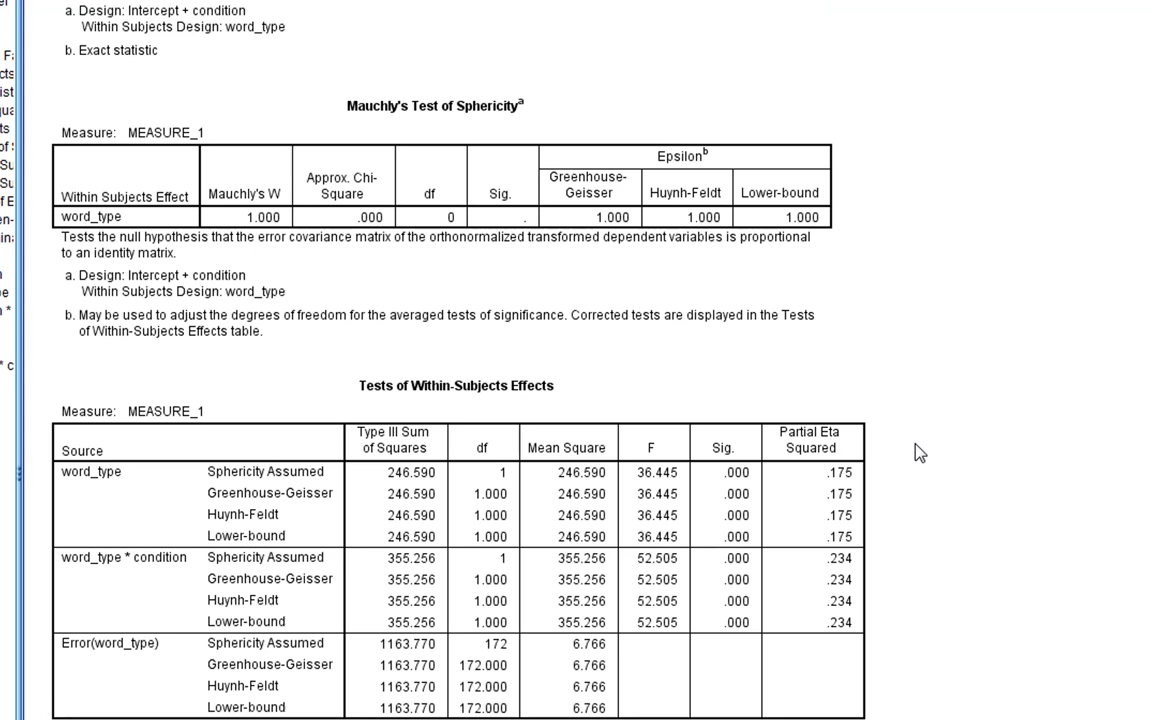 a. Design: Intercept + condition
Within Subjects Design: word_type
b. Exact statistic
Mauchly's Test of Sphericity^a
Measure: MEASURE_1
Epsilon^b
Within Subjects Effect Mauchly's W Approx. Chi-Square df Sig. Greenhouse-Geisser Huynh-Feldt Lower-bound
word_type 1.000 .000 0 . 1.000 1.000 1.000
Tests the null hypothesis that the error covariance matrix of the orthonormalized transformed dependent variables is proportional
to an identity matrix.
a. Design: Intercept + condition
Within Subjects Design: word_type
b. May be used to adjust the degrees of freedom for the averaged tests of significance. Corrected tests are displayed in the Tests
of Within-Subjects Effects table.
Tests of Within-Subjects Effects
Measure: MEASURE_1
Source Type III Sum of Squares df Mean Square F Sig. Partial Eta Squared
word_type Sphericity Assumed 246.590 1 246.590 36.445 .000 .175
Greenhouse-Geisser 246.590 1.000 246.590 36.445 .000 .175
Huynh-Feldt 246.590 1.000 246.590 36.445 .000 .175
Lower-bound 246.590 1.000 246.590 36.445 .000 .175
word_type * condition Sphericity Assumed 355.256 1 355.256 52.505 .000 .234
Greenhouse-Geisser 355.256 1.000 355.256 52.505 .000 .234
Huynh-Feldt 355.256 1.000 355.256 52.505 .000 .234
Lower-bound 355.256 1.000 355.256 52.505 .000 .234
Error(word_type) Sphericity Assumed 1163.770 172 6.766
Greenhouse-Geisser 1163.770 172.000 6.766
Huynh-Feldt 1163.770 172.000 6.766
Lower-bound 1163.770 172.000 6.766